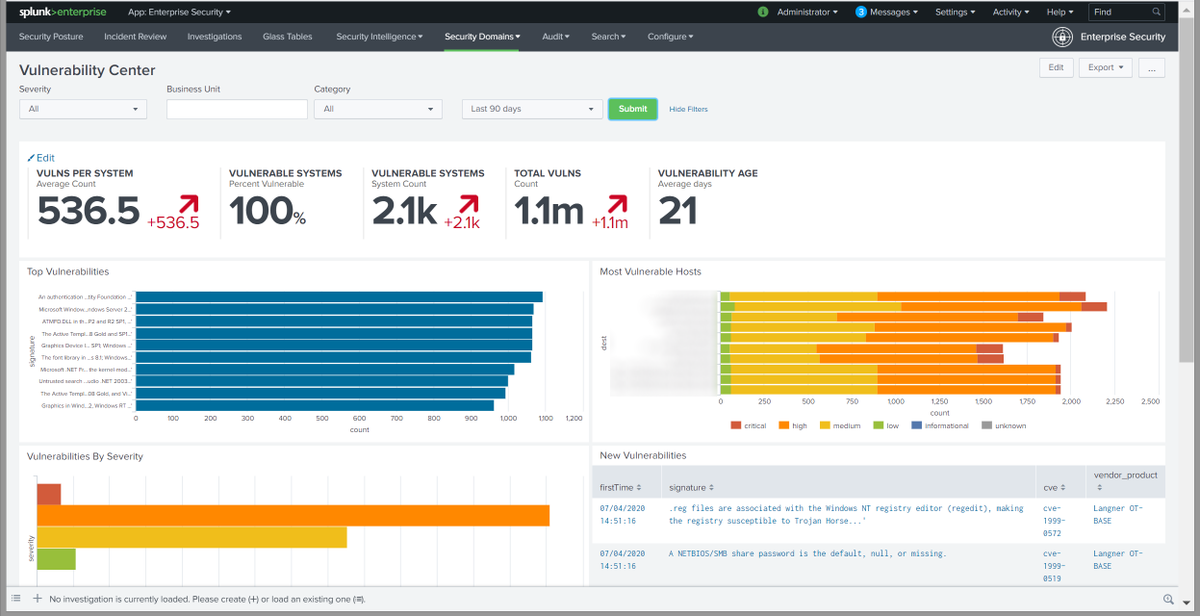 splunk>enterprise App: Enterprise Security Administrator 3 Messages Settings Activity Help Find
Security Posture Incident Review Investigations Glass Tables Security Intelligence Security Domains Audit Search Configure Enterprise Security
Vulnerability Center Edit Export ...
Severity Business Unit Category
All All Last 90 days Submit Hide Filters
Edit
VULNS PER SYSTEM VULNERABLE SYSTEMS VULNERABLE SYSTEMS TOTAL VULNS VULNERABILITY AGE
Average Count Percent Vulnerable System Count Count Average days
536.5 +536.5 100% 2.1k +2.1k 1.1m +1.1m 21
Top Vulnerabilities
An authentication ...tity Foundation ...'
Microsoft Window...ndows Server 2...'
ATMFD.DLL in th...P2 and R2 SP1, ...'
The Active Templ...8 Gold and SP1...'
Graphics Device I... SP1; Windows ...'
The font library in ...s 8.1; Windows...'
Microsoft .NET Fr... the kernel-mod...'
Untrusted search ...udio .NET 2003...'
The Active Templ...08 Gold, and Vi...'
Graphics in Wind...2, Windows RT ...'
signature
0 100 200 300 400 500 600 700 800 900 1,000 1,100 1,200
count
Most Vulnerable Hosts
dest
0 250 500 750 1,000 1,250 1,500 1,750 2,000 2,250 2,500
count
critical high medium low informational unknown
Vulnerabilities By Severity
severity
New Vulnerabilities
firstTime signature cve vendor_product
07/04/2020 .reg files are associated with the Windows NT registry editor (regedit), making cve- Langner OT-
14:51:16 the registry susceptible to Trojan Horse...' 1999- BASE
0572
07/04/2020 A NETBIOS/SMB share password is the default, null, or missing. cve- Langner OT-
14:51:16 1999- BASE
0519
No investigation is currently loaded. Please create (+) or load an existing one (≡).